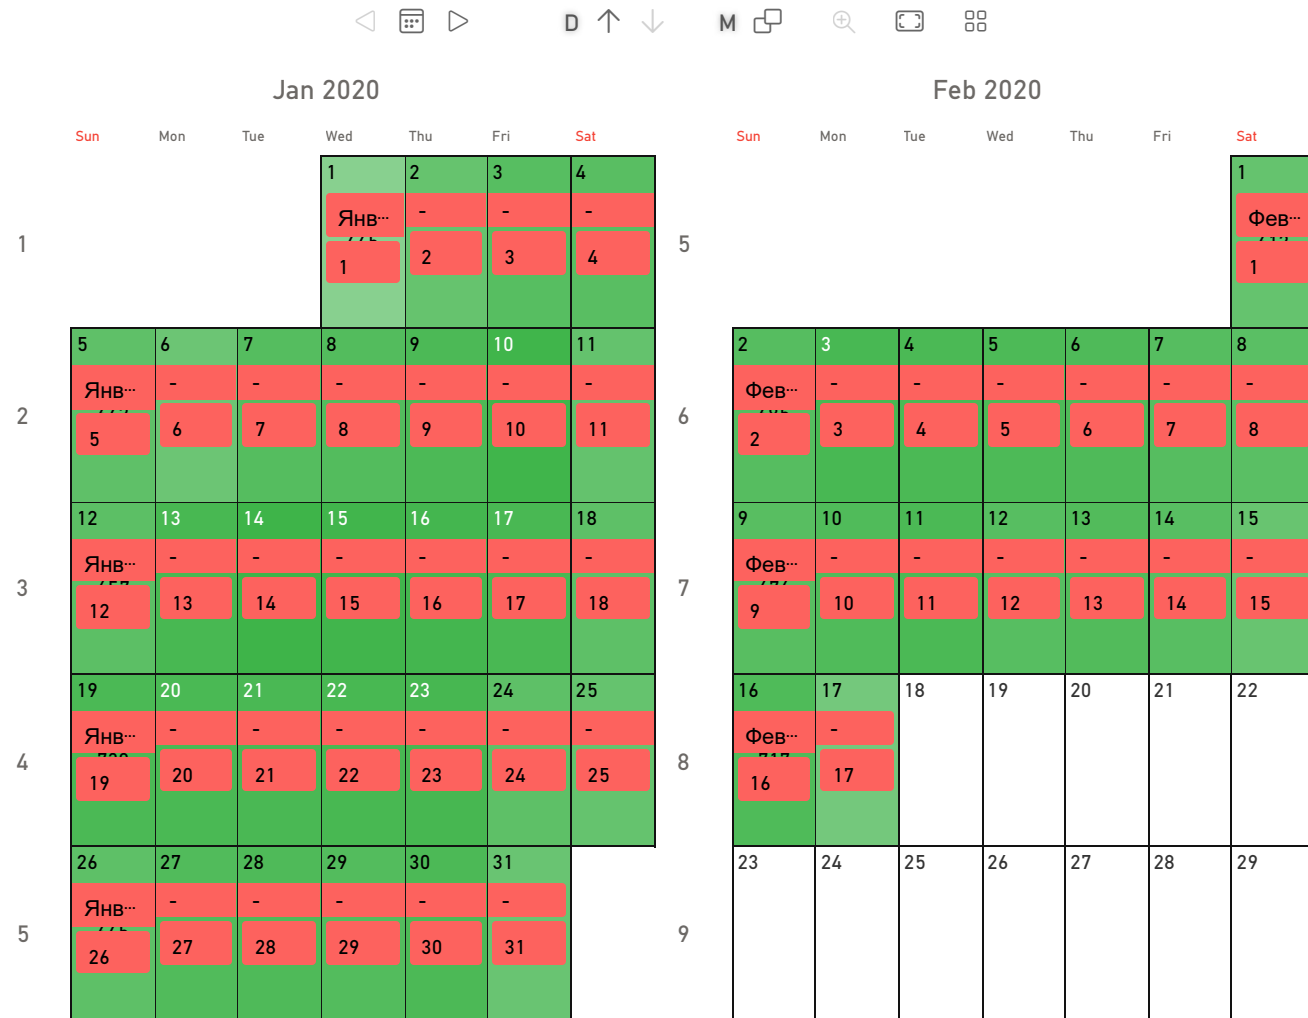 D M
Jan 2020 Feb 2020
Sun Mon Tue Wed Thu Fri Sat Sun Mon Tue Wed Thu Fri Sat
1 2 3 4 1
Янв··· - - - Фев···
1 5
1 2 3 4 1
5 6 7 8 9 10 11 2 3 4 5 6 7 8
Янв··· - - - - - - Фев··· - - - - - -
2 6
5 6 7 8 9 10 11 2 3 4 5 6 7 8
12 13 14 15 16 17 18 9 10 11 12 13 14 15
Янв··· - - - - - - Фев··· - - - - - -
3 7
12 13 14 15 16 17 18 9 10 11 12 13 14 15
19 20 21 22 23 24 25 16 17 18 19 20 21 22
Янв··· - - - - - - Фев··· -
4 8
19 20 21 22 23 24 25 16 17
26 27 28 29 30 31 23 24 25 26 27 28 29
Янв··· - - - - -
5 9
26 27 28 29 30 31